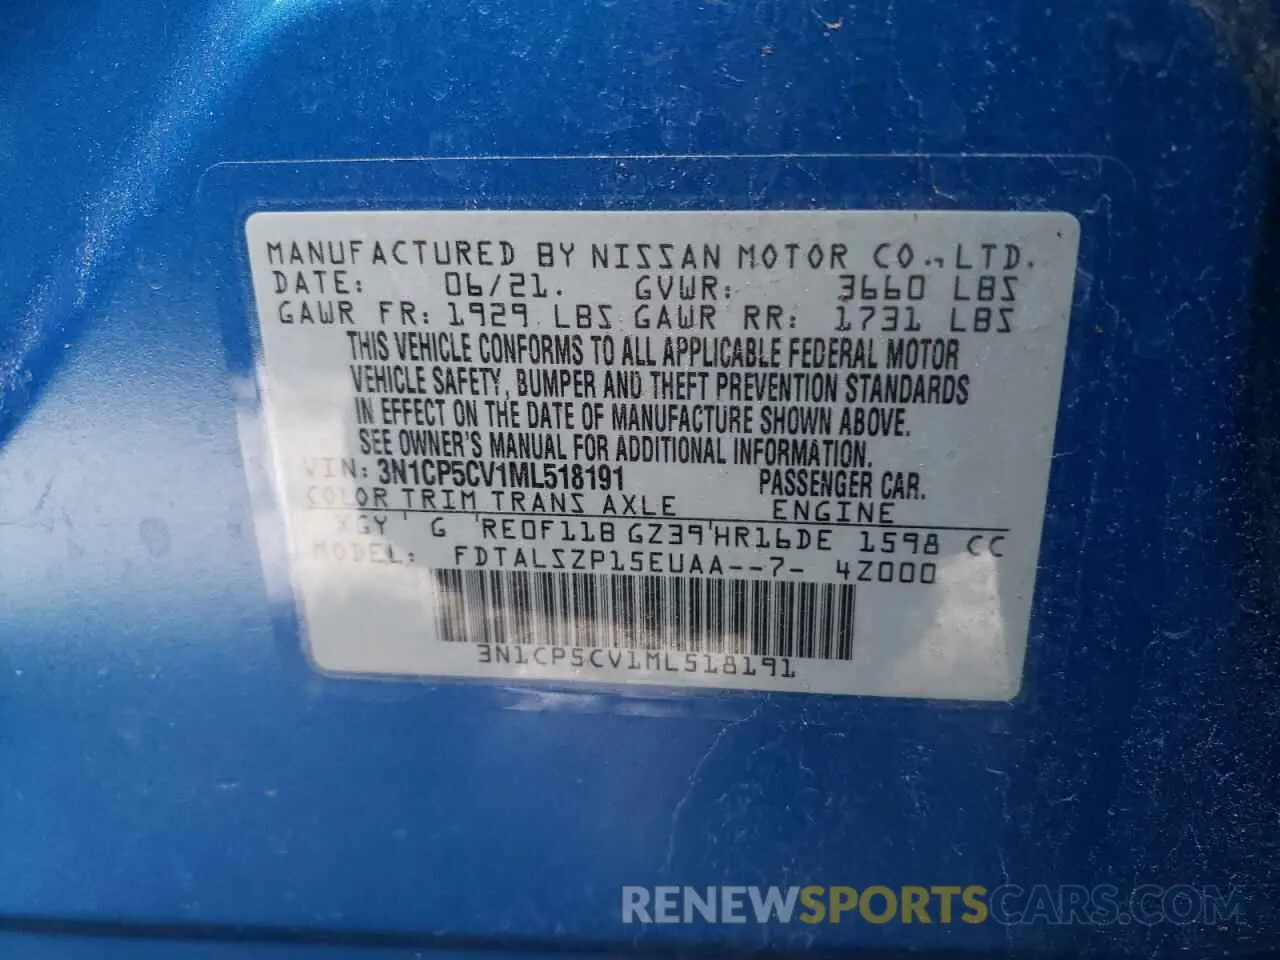 MANUFACTURED BY NISSAN MOTOR CO., LTD.
DATE: 06/21. GVWR: 3660 LBS
GAWR FR: 1929 LBS GAWR RR: 1731 LBS
THIS VEHICLE CONFORMS TO ALL APPLICABLE FEDERAL MOTOR
VEHICLE SAFETY, BUMPER AND THEFT PREVENTION STANDARDS
IN EFFECT ON THE DATE OF MANUFACTURE SHOWN ABOVE.
SEE OWNER'S MANUAL FOR ADDITIONAL INFORMATION.
VIN: 3N1CP5CV1ML518191 PASSENGER CAR.
COLOR TRIM TRANS AXLE ENGINE
XGY ' G 'RE0F11B GZ39'HR16DE 1598 CC
MODEL: FDTALSZP15EUAA--7- 4Z000
3N1CP5CV1ML518191
RENEWSPORTSCARS.COM